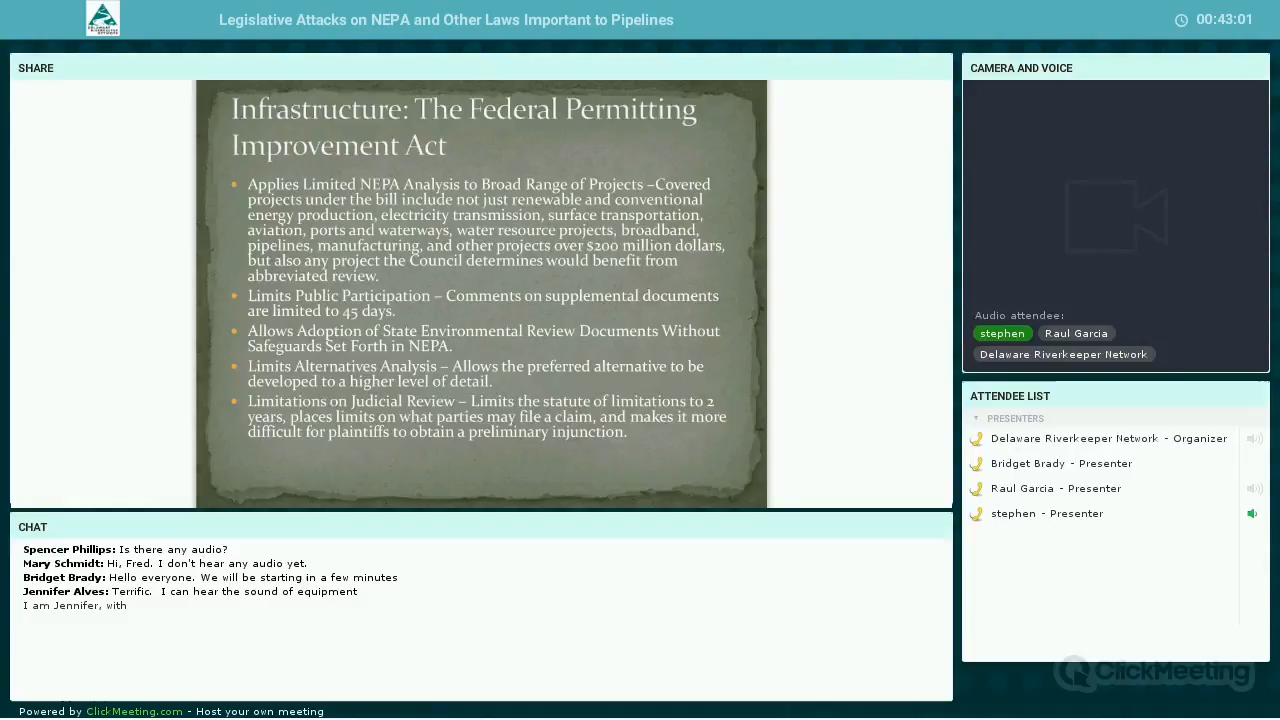 Legislative Attacks on NEPA and Other Laws Important to Pipelines
00:43:01
SHARE
Infrastructure: The Federal Permitting
Improvement Act
• Applies Limited NEPA Analysis to Broad Range of Projects –Covered
projects under the bill include not just renewable and conventional
energy production, electricity transmission, surface transportation,
aviation, ports and waterways, water resource projects, broadband,
pipelines, manufacturing, and other projects over $200 million dollars,
but also any project the Council determines would benefit from
abbreviated review.
• Limits Public Participation – Comments on supplemental documents
are limited to 45 days.
• Allows Adoption of State Environmental Review Documents Without
Safeguards Set Forth in NEPA.
• Limits Alternatives Analysis – Allows the preferred alternative to be
developed to a higher level of detail.
• Limitations on Judicial Review – Limits the statute of limitations to 2
years, places limits on what parties may file a claim, and makes it more
difficult for plaintiffs to obtain a preliminary injunction.
CAMERA AND VOICE
Audio attendee:
stephen Raul Garcia
Delaware Riverkeeper Network
ATTENDEE LIST
PRESENTERS
Delaware Riverkeeper Network - Organizer
Bridget Brady - Presenter
Raul Garcia - Presenter
stephen - Presenter
CHAT
Spencer Phillips: Is there any audio?
Mary Schmidt: Hi, Fred. I don't hear any audio yet.
Bridget Brady: Hello everyone. We will be starting in a few minutes
Jennifer Alves: Terrific. I can hear the sound of equipment
I am Jennifer, with
ClickMeeting
Powered by ClickMeeting.com - Host your own meeting